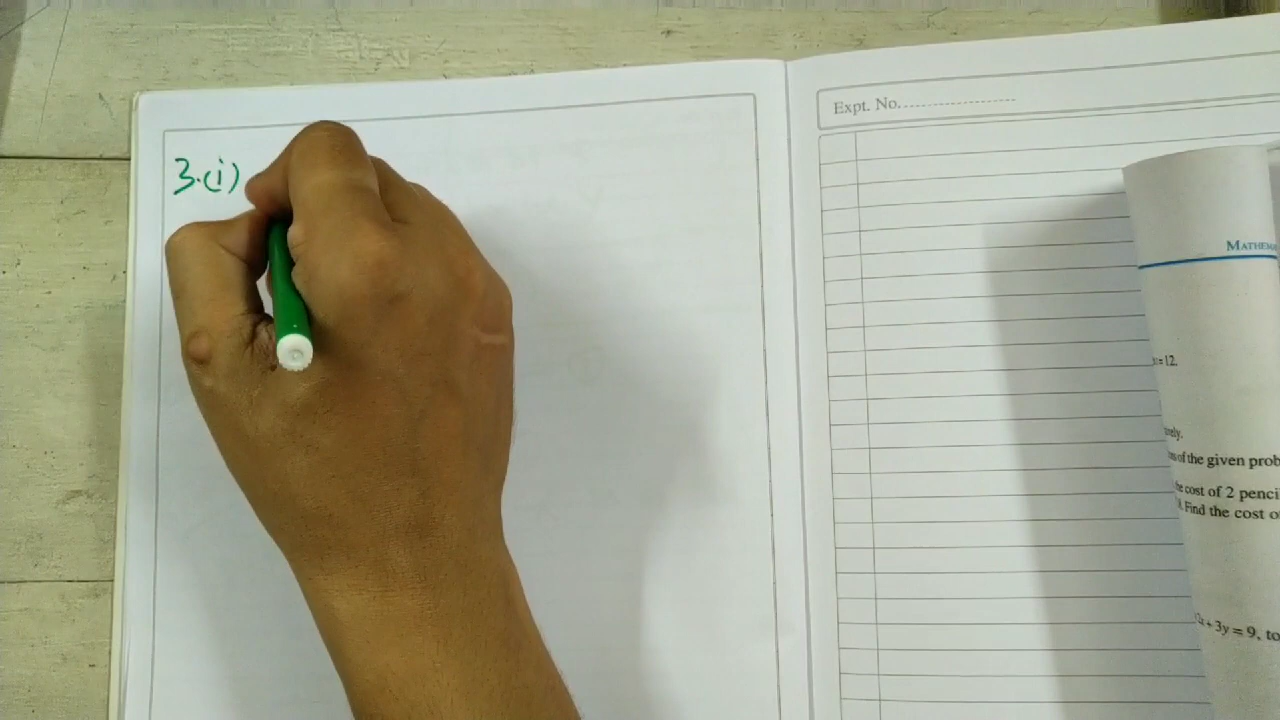 3.(i)
Expt. No.
MATHEM
= 12.
of the given prob
cost of 2 penci
Find the cost o
+ 3y = 9, to